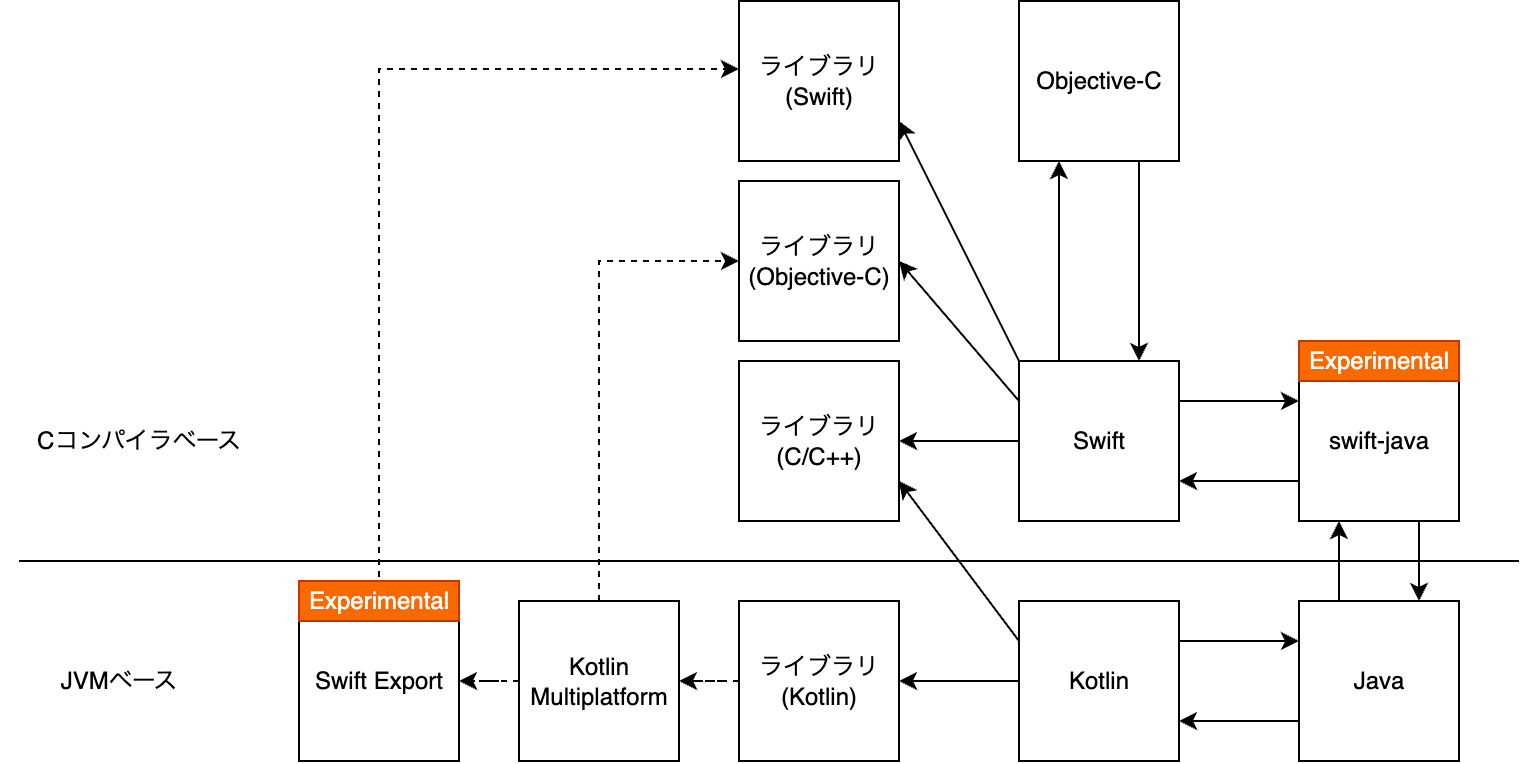 ライブラリ
(Swift)
Objective-C
ライブラリ
(Objective-C)
Experimental
Cコンパイラベース
ライブラリ
(C/C++)
Swift
swift-java
Experimental
JVMベース
Swift Export
Kotlin
Multiplatform
ライブラリ
(Kotlin)
Kotlin
Java